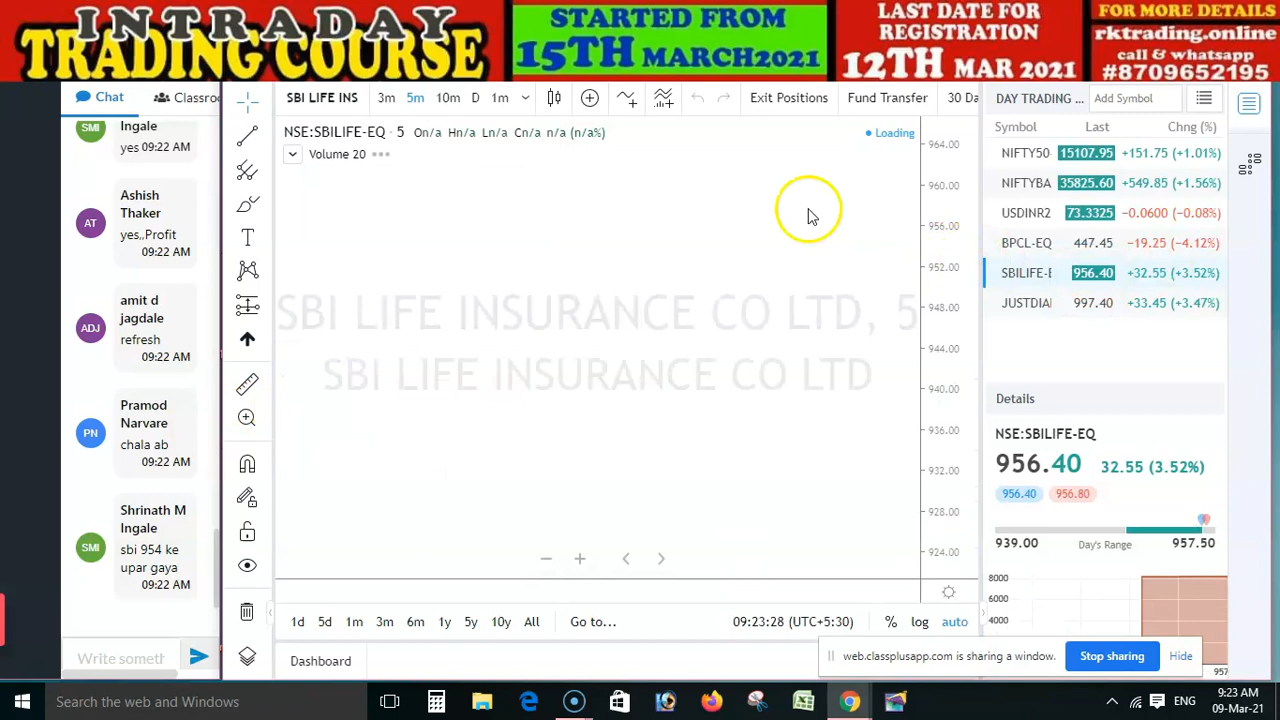 INTRADAY
TRADING COURSE
STARTED FROM
15TH MARCH2021
LAST DATE FOR
REGISTRATION
12TH MAR 2021
FOR MORE DETAILS
rktrading.online
call & whatsapp
#8709652195
Chat
Classroo
SMI
Ingale
yes 09:22 AM
AT
Ashish
Thaker
yes,,Profit
09:22 AM
ADJ
amit d
jagdale
refresh
09:22 AM
PN
Pramod
Narvare
chala ab
09:22 AM
SMI
Shrinath M
Ingale
sbi 954 ke
upar gaya
09:22 AM
Write someth
SBI LIFE INS 3m 5m 10m D 1m Exit Positions Fund Transfer 30 Da
NSE:SBILIFE-EQ · 5 On/a Hn/a Ln/a Cn/a n/a (n/a%)
Loading
Volume 20
SBI LIFE INSURANCE CO LTD, 5
SBI LIFE INSURANCE CO LTD
964.00
960.00
956.00
952.00
948.00
944.00
940.00
936.00
932.00
928.00
924.00
1d 5d 1m 3m 6m 1y 5y 10y All Go to... 09:23:28 (UTC+5:30) % log auto
Dashboard
DAY TRADING ... Add Symbol
Symbol Last Chng (%)
NIFTY50 15107.95 +151.75 (+1.01%)
NIFTYBA 35825.60 +549.85 (+1.56%)
USDINR2 73.3325 −0.0600 (−0.08%)
BPCL-EQ 447.45 −19.25 (−4.12%)
SBILIFE-E 956.40 +32.55 (+3.52%)
JUSTDIA 997.40 +33.45 (+3.47%)
Details
NSE:SBILIFE-EQ
956.40 32.55 (3.52%)
956.40 956.80
939.00 Day's Range 957.50
8000
6000
4000
957
web.classplusapp.com is sharing a window. Stop sharing Hide
Search the web and Windows
ENG
9:23 AM
09-Mar-21